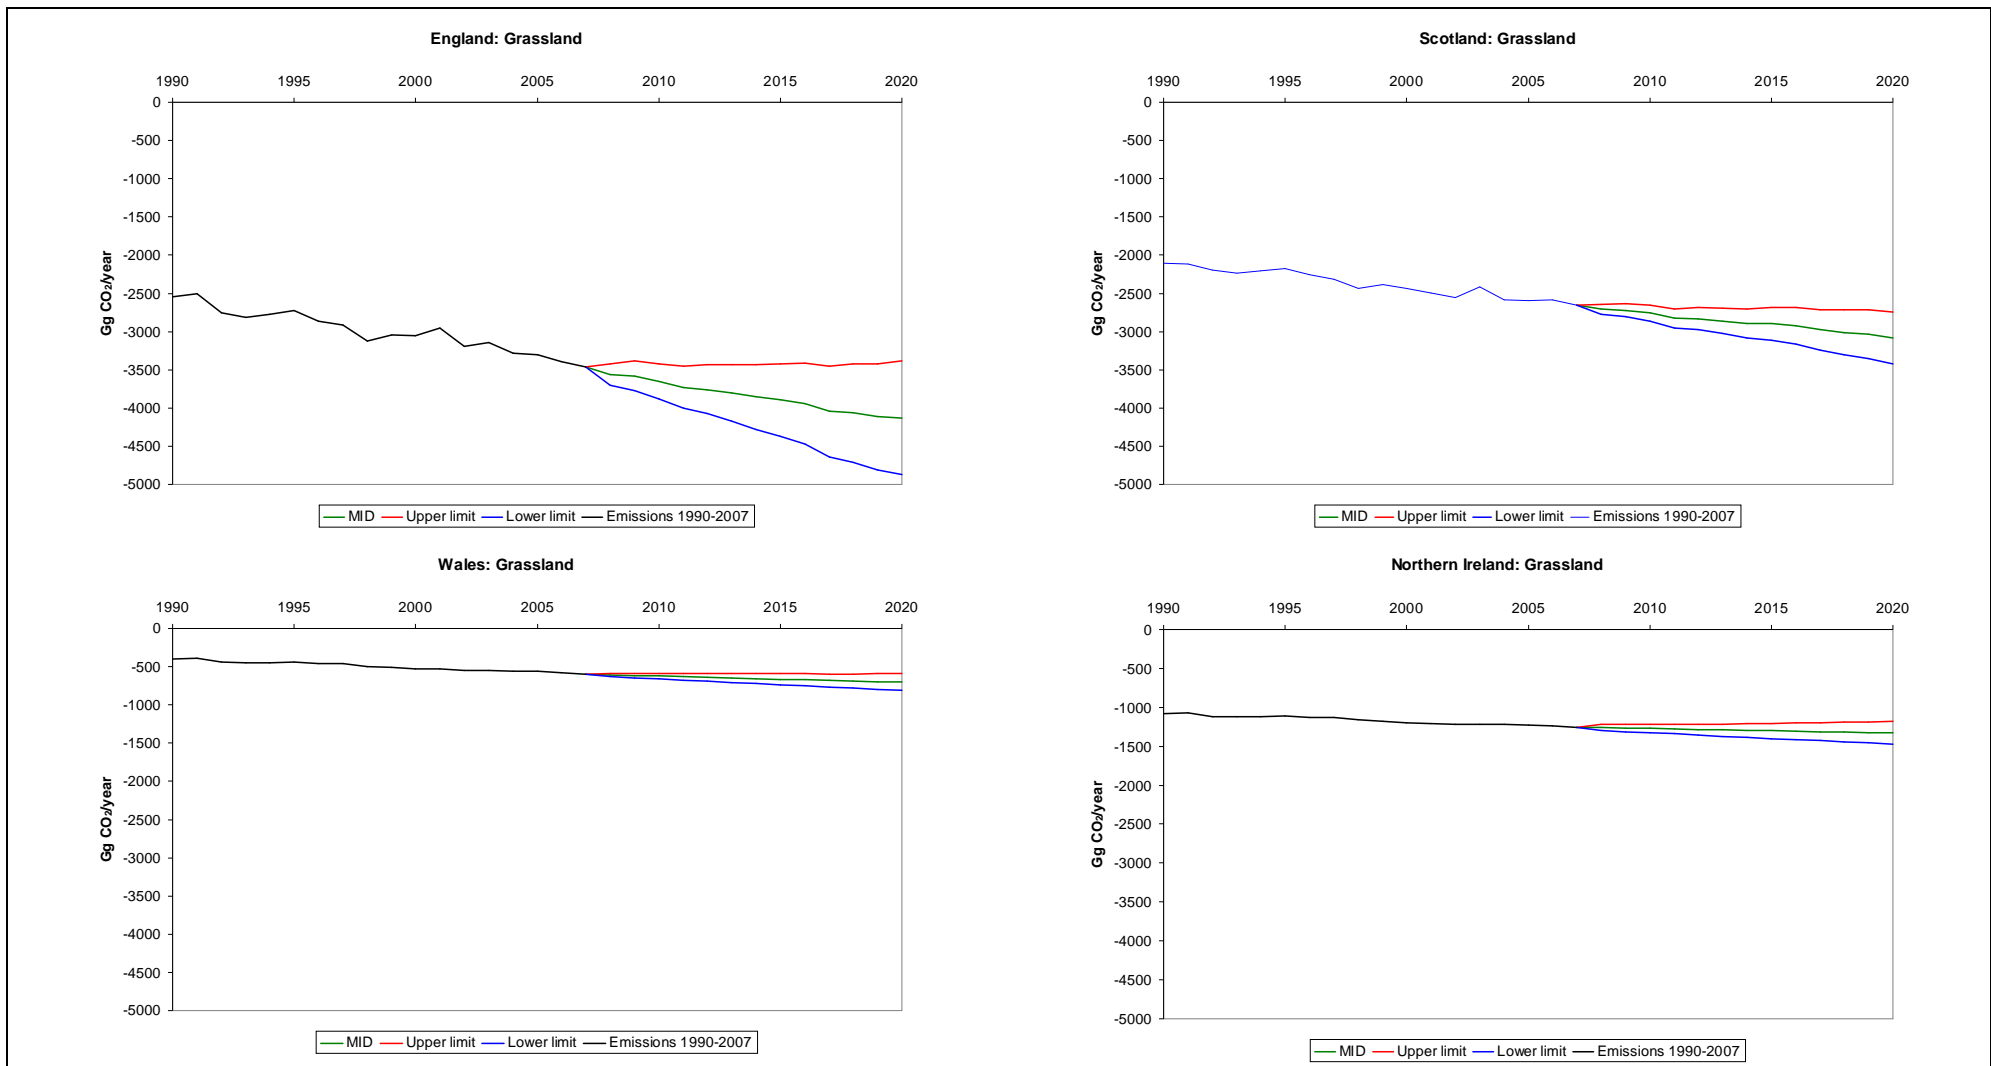 England: Grassland
1990 1995 2000 2005 2010 2015 2020
0
-500
-1000
-1500
-2000
-2500
-3000
-3500
-4000
-4500
-5000
Gg CO₂/year
MID Upper limit Lower limit Emissions 1990-2007
Scotland: Grassland
1990 1995 2000 2005 2010 2015 2020
0
-500
-1000
-1500
-2000
-2500
-3000
-3500
-4000
-4500
-5000
Gg CO₂/year
MID Upper limit Lower limit Emissions 1990-2007
Wales: Grassland
1990 1995 2000 2005 2010 2015 2020
0
-500
-1000
-1500
-2000
-2500
-3000
-3500
-4000
-4500
-5000
Gg CO₂/year
MID Upper limit Lower limit Emissions 1990-2007
Northern Ireland: Grassland
1990 1995 2000 2005 2010 2015 2020
0
-500
-1000
-1500
-2000
-2500
-3000
-3500
-4000
-4500
-5000
Gg CO₂/year
MID Upper limit Lower limit Emissions 1990-2007